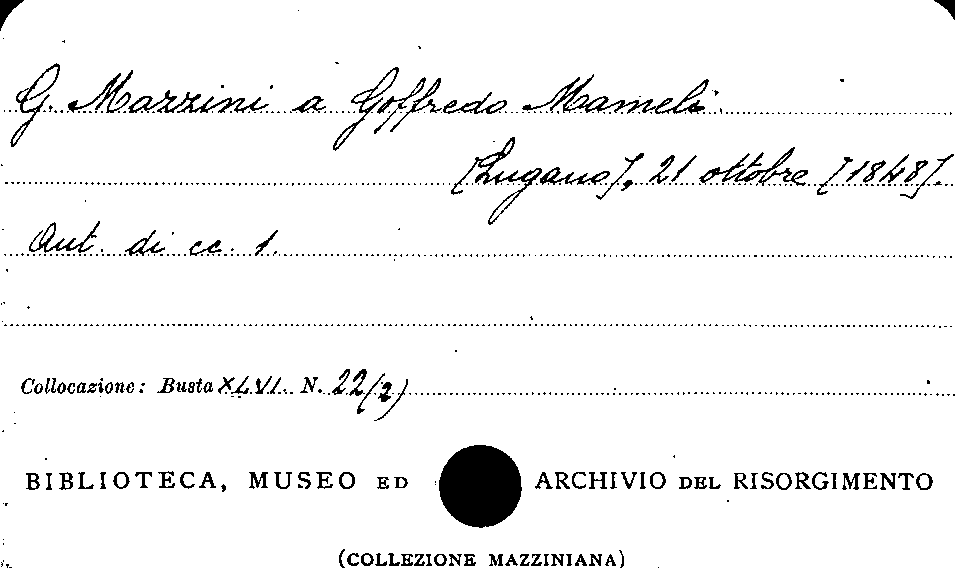 G. Mazzini a Goffredo Mameli.
[Lugano], 21 ottobre [1848].
Aut. di cc. 1.
Collocazione: Busta XLVI. N. 22(2)
BIBLIOTECA, MUSEO ED ARCHIVIO DEL RISORGIMENTO
(COLLEZIONE MAZZINIANA)